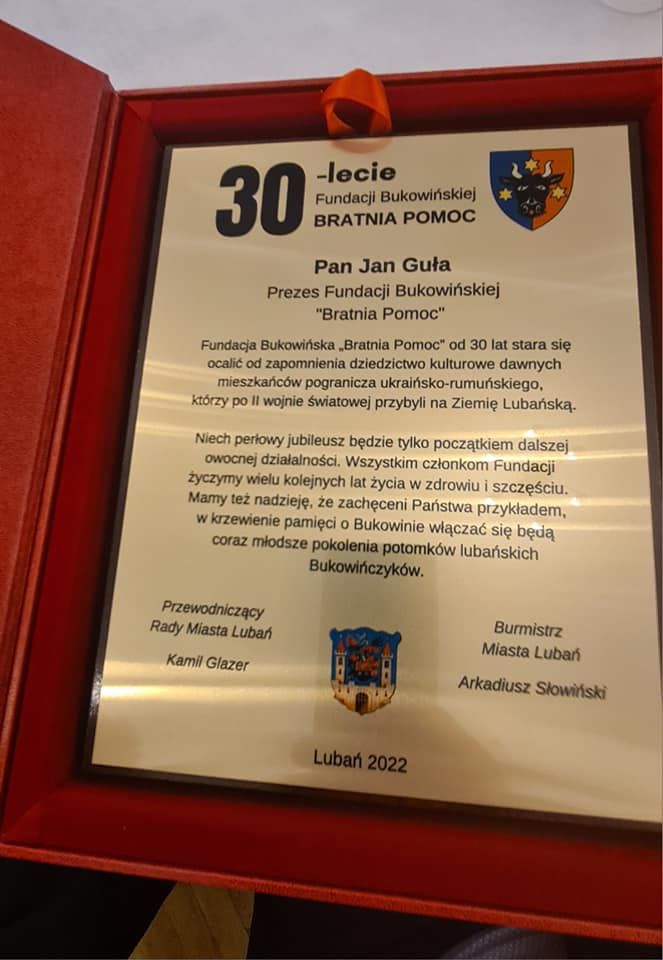 30 -lecie
Fundacji Bukowińskiej
BRATNIA POMOC
Pan Jan Guła
Prezes Fundacji Bukowińskiej
"Bratnia Pomoc"
Fundacja Bukowińska „Bratnia Pomoc" od 30 lat stara się
ocalić od zapomnienia dziedzictwo kulturowe dawnych
mieszkańców pogranicza ukraińsko-rumuńskiego,
którzy po II wojnie światowej przybyli na Ziemię Lubańską.
Niech perłowy jubileusz będzie tylko początkiem dalszej
owocnej działalności. Wszystkim członkom Fundacji
życzymy wielu kolejnych lat życia w zdrowiu i szczęściu.
Mamy też nadzieję, że zachęceni Państwa przykładem,
w krzewienie pamięci o Bukowinie włączać się będą
coraz młodsze pokolenia potomków lubańskich
Bukowińczyków.
Przewodniczący
Rady Miasta Lubań
Kamil Glazer
Burmistrz
Miasta Lubań
Arkadiusz Słowiński
Lubań 2022